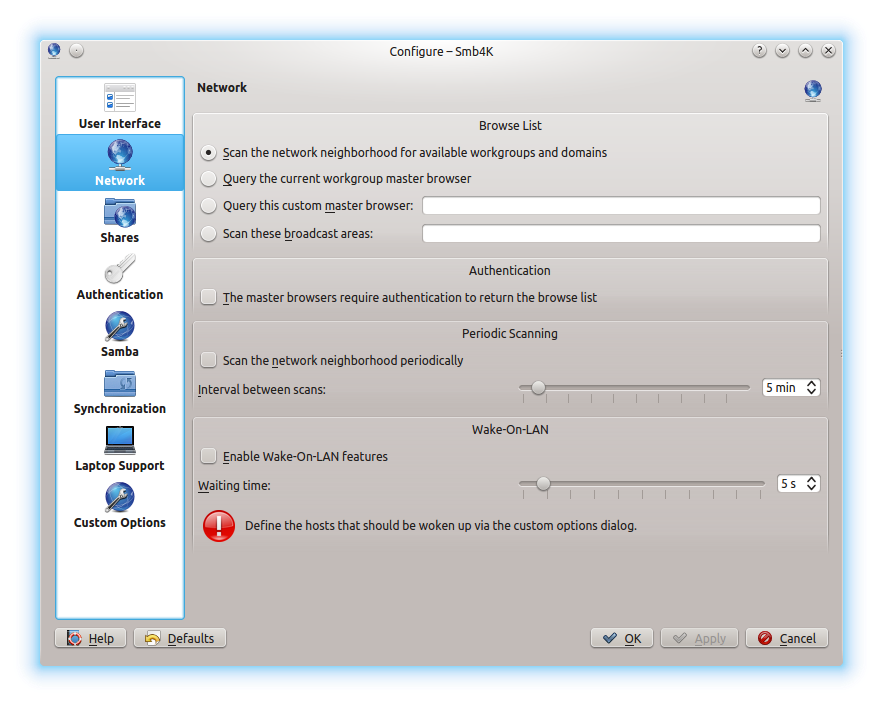 Configure – Smb4K
User Interface
Network
Shares
Authentication
Samba
Synchronization
Laptop Support
Custom Options
Network
Browse List
Scan the network neighborhood for available workgroups and domains
Query the current workgroup master browser
Query this custom master browser:
Scan these broadcast areas:
Authentication
The master browsers require authentication to return the browse list
Periodic Scanning
Scan the network neighborhood periodically
Interval between scans: 5 min
Wake-On-LAN
Enable Wake-On-LAN features
Waiting time: 5 s
Define the hosts that should be woken up via the custom options dialog.
Help Defaults OK Apply Cancel